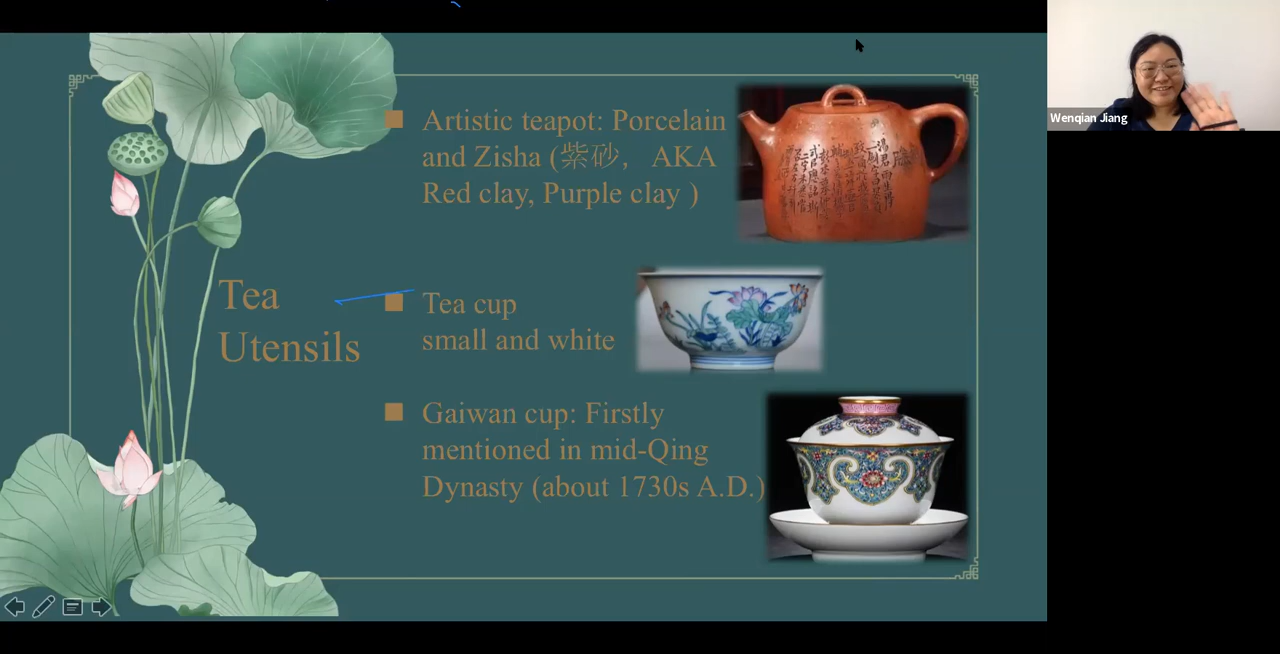 Wenqian Jiang
Tea
Utensils
Artistic teapot: Porcelain
and Zisha (紫砂, AKA
Red clay, Purple clay )
Tea cup
small and white
Gaiwan cup: Firstly
mentioned in mid-Qing
Dynasty (about 1730s A.D.)